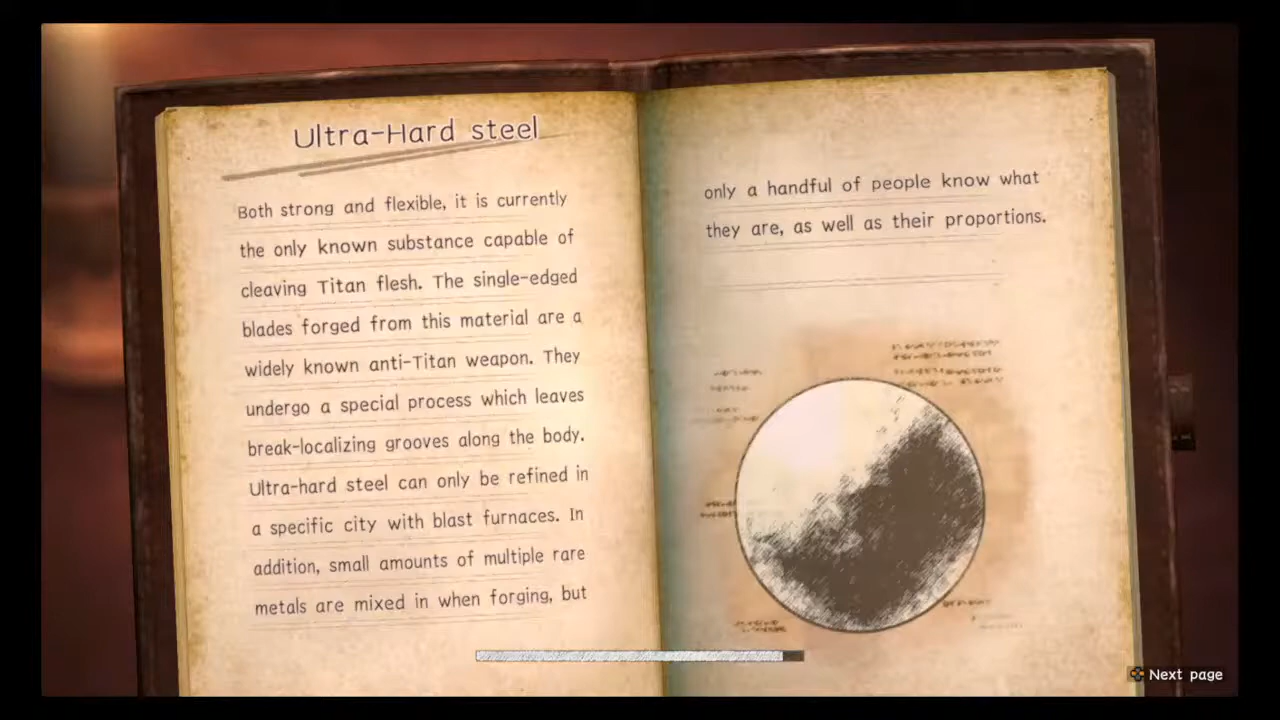 Ultra-Hard steel
Both strong and flexible, it is currently
the only known substance capable of
cleaving Titan flesh. The single-edged
blades forged from this material are a
widely known anti-Titan weapon. They
undergo a special process which leaves
break-localizing grooves along the body.
Ultra-hard steel can only be refined in
a specific city with blast furnaces. In
addition, small amounts of multiple rare
metals are mixed in when forging, but
only a handful of people know what
they are, as well as their proportions.
Next page